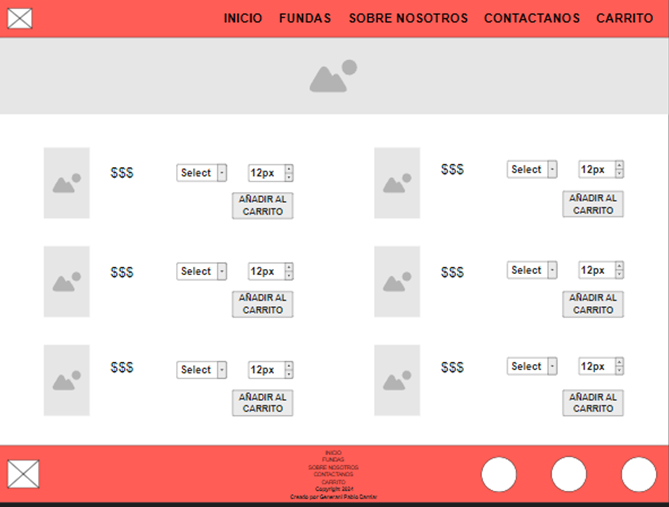 INICIO FUNDAS SOBRE NOSOTROS CONTACTANOS CARRITO
$$$ Select 12px
AÑADIR AL
CARRITO
$$$ Select 12px
AÑADIR AL
CARRITO
$$$ Select 12px
AÑADIR AL
CARRITO
$$$ Select 12px
AÑADIR AL
CARRITO
$$$ Select 12px
AÑADIR AL
CARRITO
$$$ Select 12px
AÑADIR AL
CARRITO
INICIO
FUNDAS
SOBRE NOSOTROS
CONTACTANOS
CARRITO
Copyright 2024
Creado por Generani Pablo